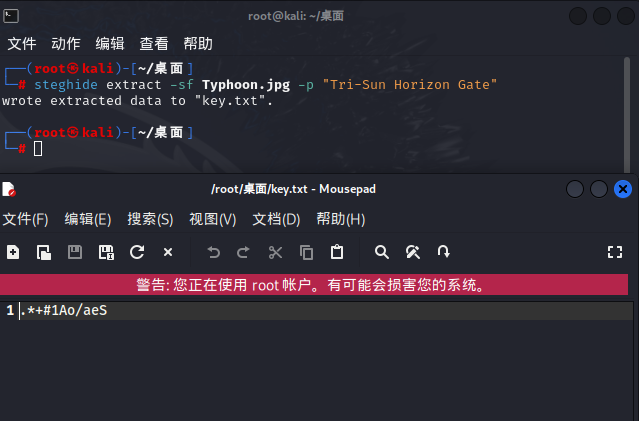 root@kali: ~/桌面
文件 动作 编辑 查看 帮助
┌──(root㉿kali)-[~/桌面]
└─# steghide extract -sf Typhoon.jpg -p "Tri-Sun Horizon Gate"
wrote extracted data to "key.txt".
┌──(root㉿kali)-[~/桌面]
└─#
/root/桌面/key.txt - Mousepad
文件(F) 编辑(E) 搜索(S) 视图(V) 文档(D) 帮助(H)
警告: 您正在使用 root 帐户。有可能会损害您的系统。
1 .*+#1Ao/aeS